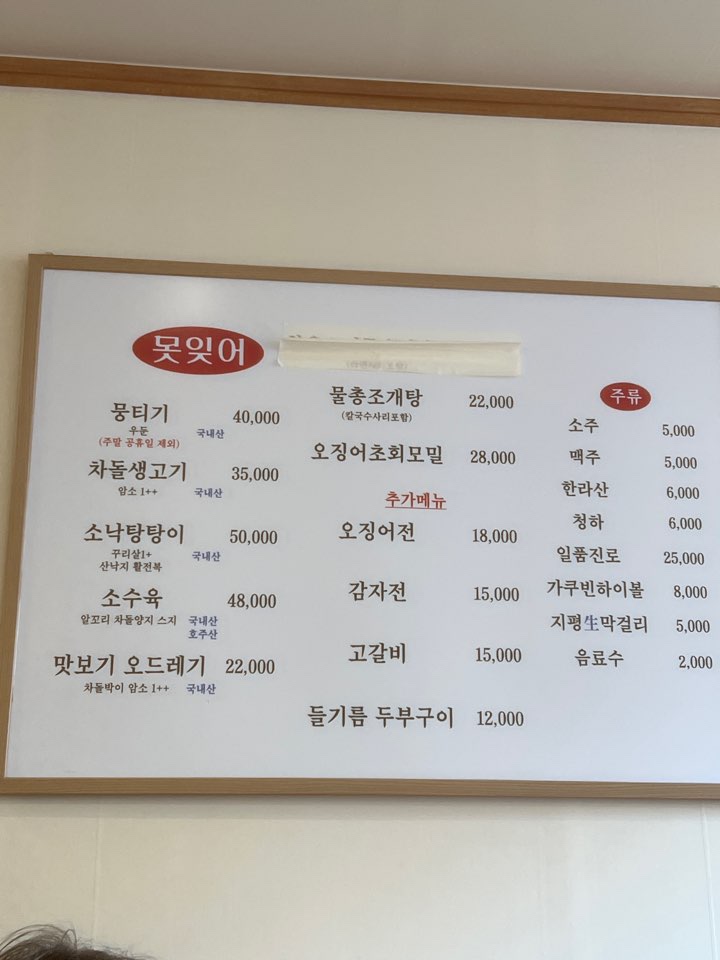 못잊어
뭉티기 40,000
우둔 국내산
(주말 공휴일 제외)
차돌생고기 35,000
암소 1++ 국내산
소낙탕탕이 50,000
꾸리살1+ 국내산
산낙지 활전복
소수육 48,000
알꼬리 차돌양지 스지 국내산
호주산
맛보기 오드레기 22,000
차돌박이 암소 1++ 국내산
물총조개탕 22,000
(칼국수사리포함)
오징어초회모밀 28,000
추가메뉴
오징어전 18,000
감자전 15,000
고갈비 15,000
들기름 두부구이 12,000
주류
소주 5,000
맥주 5,000
한라산 6,000
청하 6,000
일품진로 25,000
가쿠빈하이볼 8,000
지평生막걸리 5,000
음료수 2,000